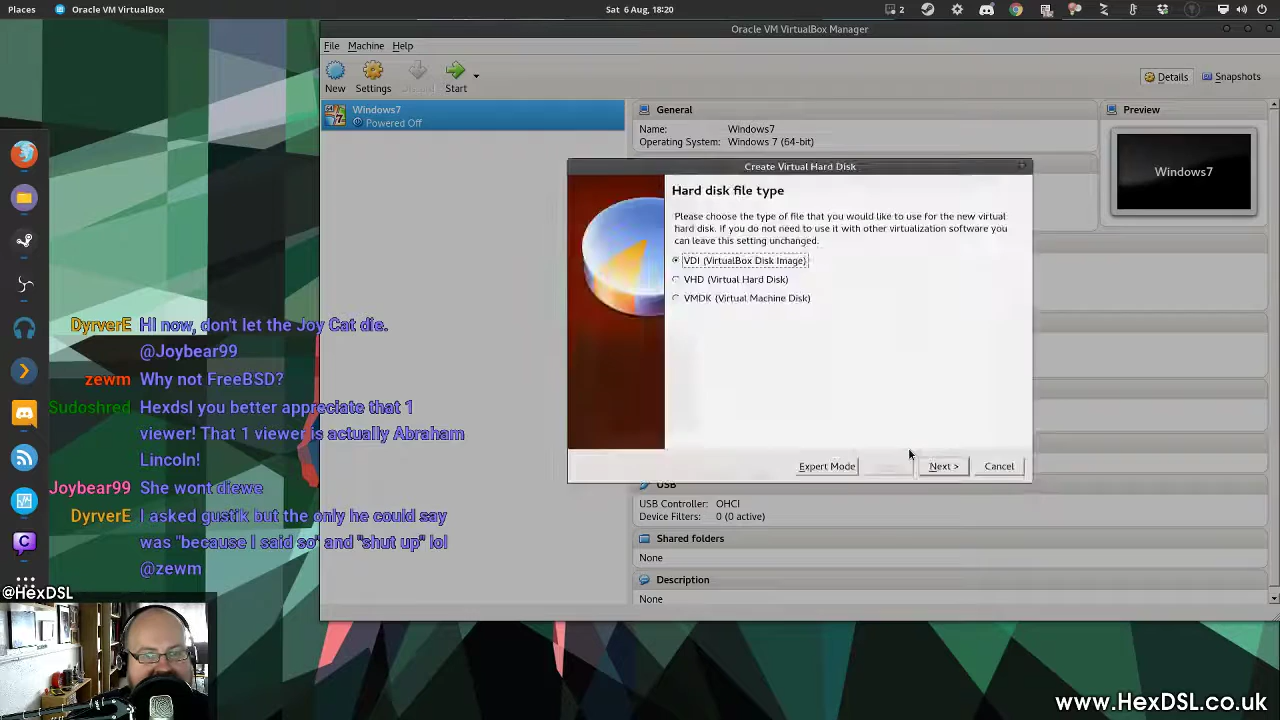 Places
Oracle VM VirtualBox
Sat 6 Aug, 18:20
2
Oracle VM VirtualBox Manager
File Machine Help
New
Settings
Start
Details
Snapshots
Windows7
Powered Off
General
Name: Windows7
Operating System: Windows 7 (64-bit)
Preview
Windows7
Create Virtual Hard Disk
Hard disk file type
Please choose the type of file that you would like to use for the new virtual
hard disk. If you do not need to use it with other virtualization software you
can leave this setting unchanged.
VDI (VirtualBox Disk Image)
VHD (Virtual Hard Disk)
VMDK (Virtual Machine Disk)
Expert Mode
Next >
Cancel
USB
USB Controller: OHCI
Device Filters: 0 (0 active)
Shared folders
None
Description
None
DyrverE Hi now, don't let the Joy Cat die.
@Joybear99
zewm Why not FreeBSD?
Sudoshred Hexdsl you better appreciate that 1
viewer! That 1 viewer is actually Abraham
Lincoln!
Joybear99 She wont diewe
DyrverE I asked gustik but the only he could say
was "because I said so" and "shut up" lol
@zewm
@HexDSL
www.HexDSL.co.uk